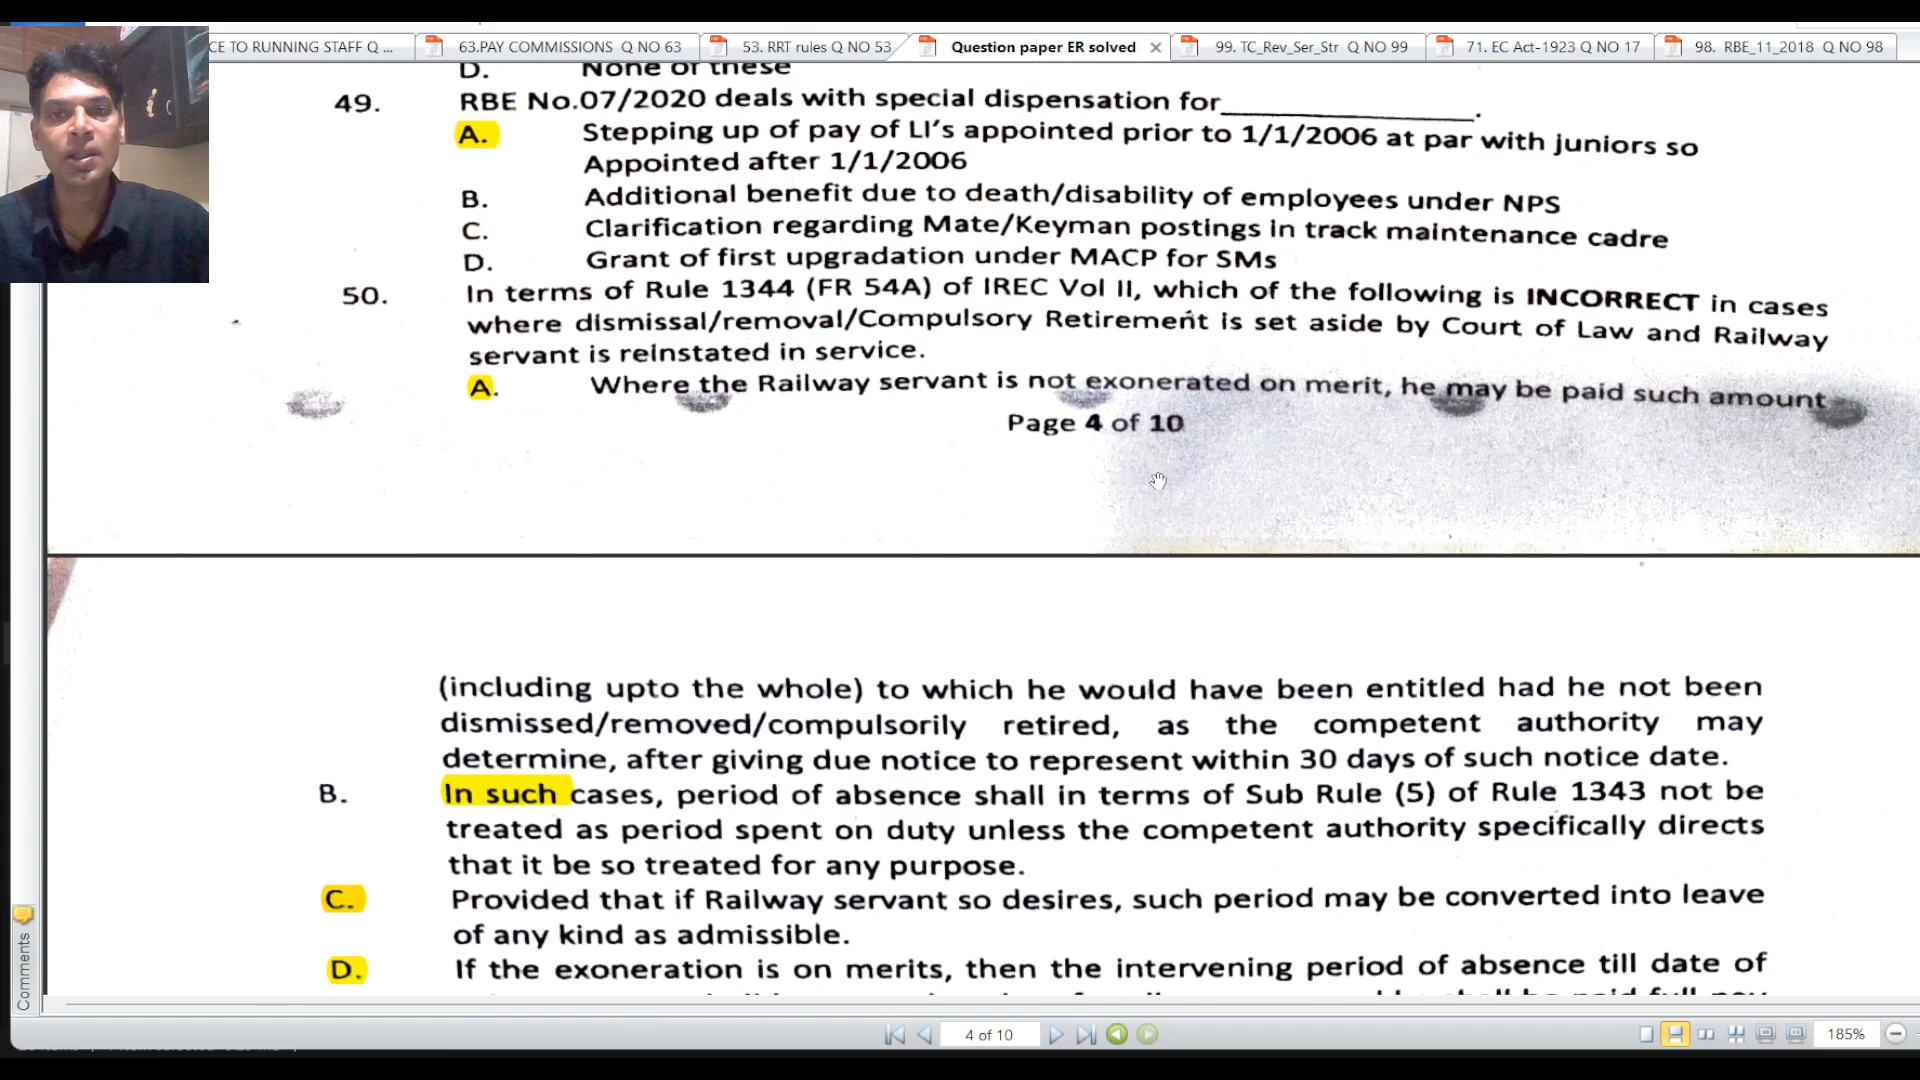 CE TO RUNNING STAFF Q ...
63.PAY COMMISSIONS Q NO 63
53. RRT rules Q NO 53
Question paper ER solved
99. TC_Rev_Ser_Str Q NO 99
71. EC Act-1923 Q NO 17
98. RBE_11_2018 Q NO 98
D. None of these
49. RBE No.07/2020 deals with special dispensation for____________.
A. Stepping up of pay of LI's appointed prior to 1/1/2006 at par with juniors so
Appointed after 1/1/2006
B. Additional benefit due to death/disability of employees under NPS
C. Clarification regarding Mate/Keyman postings in track maintenance cadre
D. Grant of first upgradation under MACP for SMs
50. In terms of Rule 1344 (FR 54A) of IREC Vol II, which of the following is INCORRECT in cases
where dismissal/removal/Compulsory Retirement is set aside by Court of Law and Railway
servant is reinstated in service.
A. Where the Railway servant is not exonerated on merit, he may be paid such amount
Page 4 of 10
(including upto the whole) to which he would have been entitled had he not been
dismissed/removed/compulsorily retired, as the competent authority may
determine, after giving due notice to represent within 30 days of such notice date.
B. In such cases, period of absence shall in terms of Sub Rule (5) of Rule 1343 not be
treated as period spent on duty unless the competent authority specifically directs
that it be so treated for any purpose.
C. Provided that if Railway servant so desires, such period may be converted into leave
of any kind as admissible.
D. If the exoneration is on merits, then the intervening period of absence till date of
Comments
4 of 10
185%